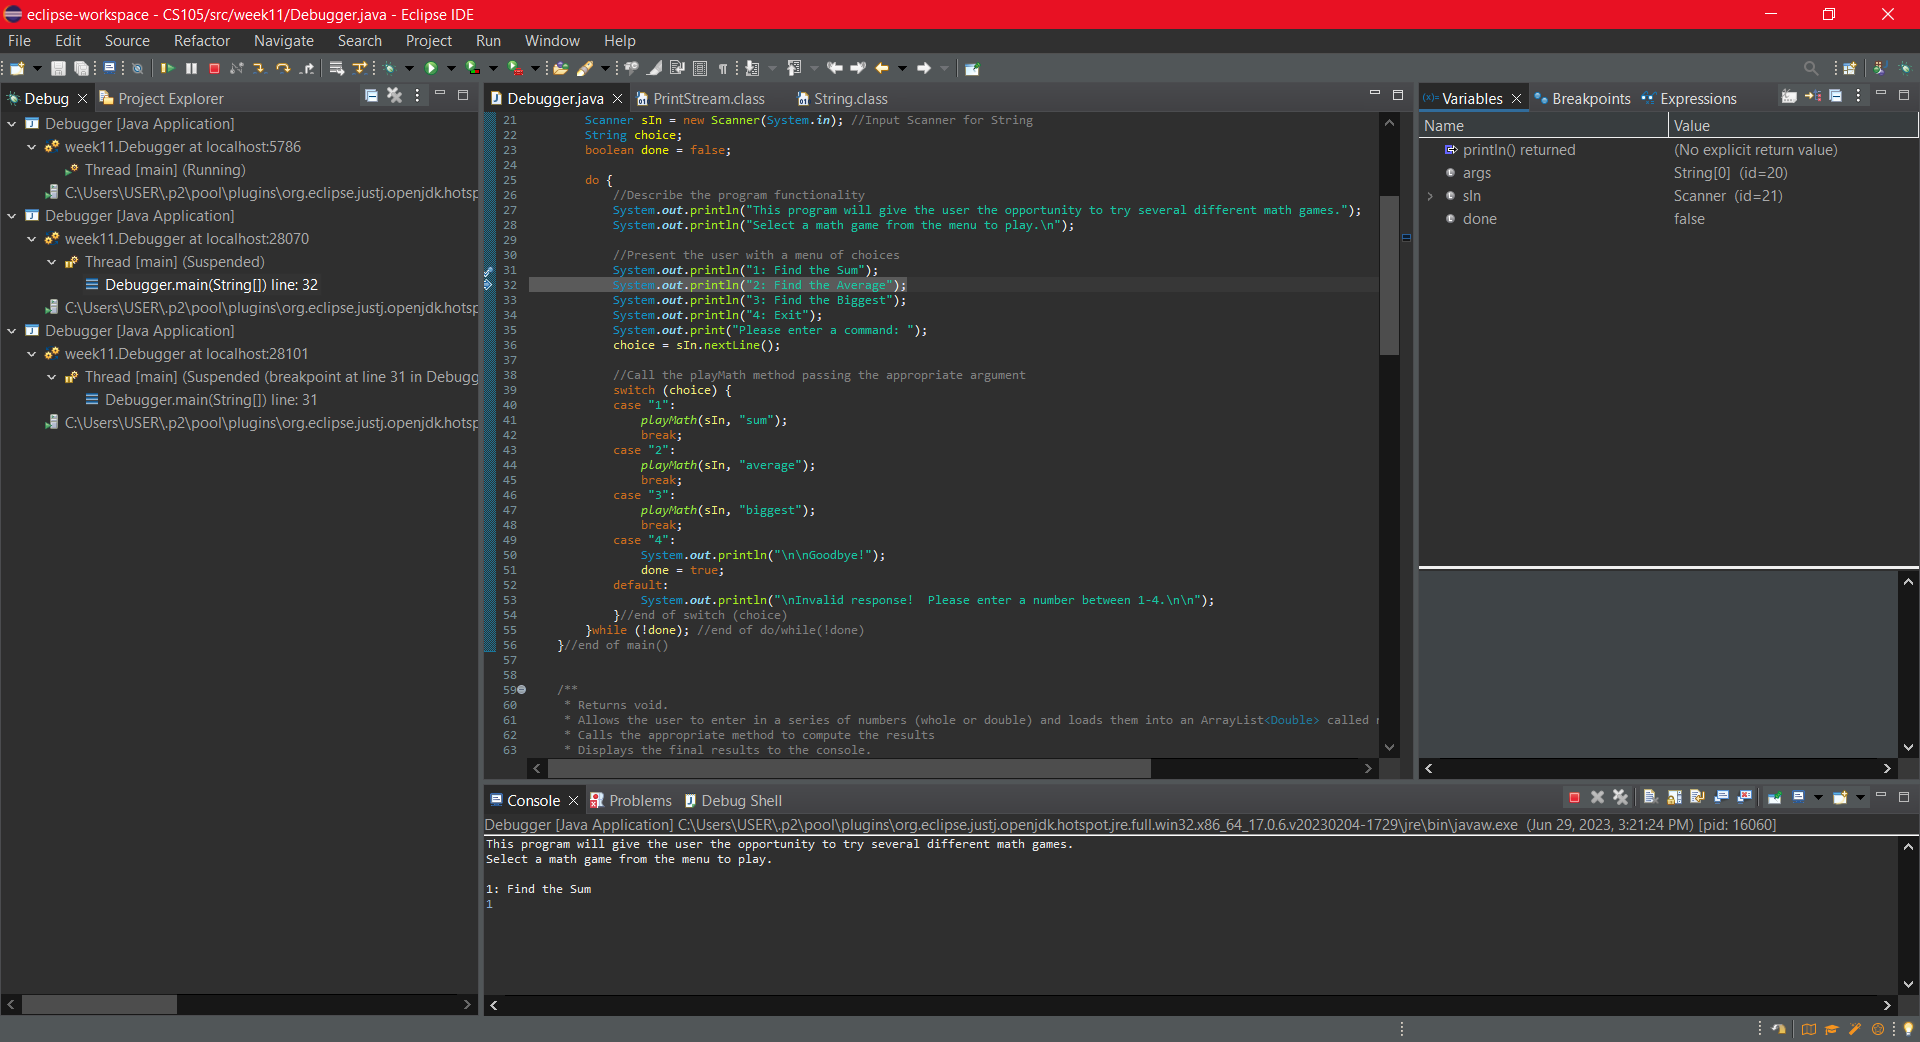 eclipse-workspace - CS105/src/week11/Debugger.java - Eclipse IDE
File Edit Source Refactor Navigate Search Project Run Window Help
Debug
Project Explorer
Debugger [Java Application]
week11.Debugger at localhost:5786
Thread [main] (Running)
C:\Users\USER\.p2\pool\plugins\org.eclipse.justj.openjdk.hotsp
Debugger [Java Application]
week11.Debugger at localhost:28070
Thread [main] (Suspended)
Debugger.main(String[]) line: 32
C:\Users\USER\.p2\pool\plugins\org.eclipse.justj.openjdk.hotsp
Debugger [Java Application]
week11.Debugger at localhost:28101
Thread [main] (Suspended (breakpoint at line 31 in Debugg
Debugger.main(String[]) line: 31
C:\Users\USER\.p2\pool\plugins\org.eclipse.justj.openjdk.hotsp
Debugger.java PrintStream.class String.class
21 Scanner sIn = new Scanner(System.in); //Input Scanner for String
22 String choice;
23 boolean done = false;
24
25 do {
26 //Describe the program functionality
27 System.out.println("This program will give the user the opportunity to try several different math games.");
28 System.out.println("Select a math game from the menu to play.\n");
29
30 //Present the user with a menu of choices
31 System.out.println("1: Find the Sum");
32 System.out.println("2: Find the Average");
33 System.out.println("3: Find the Biggest");
34 System.out.println("4: Exit");
35 System.out.print("Please enter a command: ");
36 choice = sIn.nextLine();
37
38 //Call the playMath method passing the appropriate argument
39 switch (choice) {
40 case "1":
41 playMath(sIn, "sum");
42 break;
43 case "2":
44 playMath(sIn, "average");
45 break;
46 case "3":
47 playMath(sIn, "biggest");
48 break;
49 case "4":
50 System.out.println("\n\nGoodbye!");
51 done = true;
52 default:
53 System.out.println("\nInvalid response!  Please enter a number between 1-4.\n\n");
54 }//end of switch (choice)
55 }while (!done); //end of do/while(!done)
56 }//end of main()
57
58
59 /**
60 * Returns void.
61 * Allows the user to enter in a series of numbers (whole or double) and loads them into an ArrayList<Double> called
62 * Calls the appropriate method to compute the results
63 * Displays the final results to the console.
(x)= Variables Breakpoints Expressions
Name Value
println() returned (No explicit return value)
args String[0] (id=20)
sIn Scanner (id=21)
done false
Console Problems Debug Shell
Debugger [Java Application] C:\Users\USER\.p2\pool\plugins\org.eclipse.justj.openjdk.hotspot.jre.full.win32.x86_64_17.0.6.v20230204-1729\jre\bin\javaw.exe (Jun 29, 2023, 3:21:24 PM) [pid: 16060]
This program will give the user the opportunity to try several different math games.
Select a math game from the menu to play.
1: Find the Sum
1